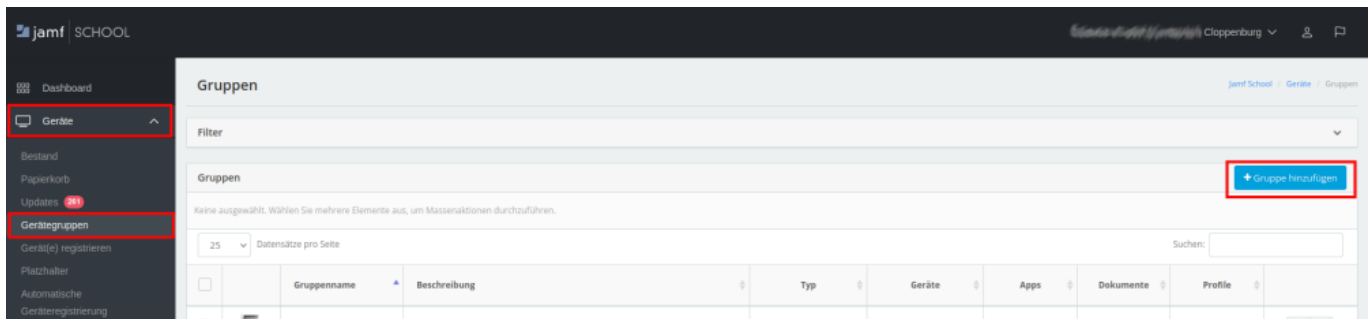 jamf SCHOOL
Cloppenburg
Dashboard
Geräte
Bestand
Papierkorb
Updates 261
Gerätegruppen
Gerät(e) registrieren
Platzhalter
Automatische
Geräteregistrierung
Gruppen
Jamf School / Geräte / Gruppen
Filter
Gruppen
+ Gruppe hinzufügen
Keine ausgewählt. Wählen Sie mehrere Elemente aus, um Massenaktionen durchzuführen.
25 Datensätze pro Seite
Suchen:
Gruppenname Beschreibung Typ Geräte Apps Dokumente Profile